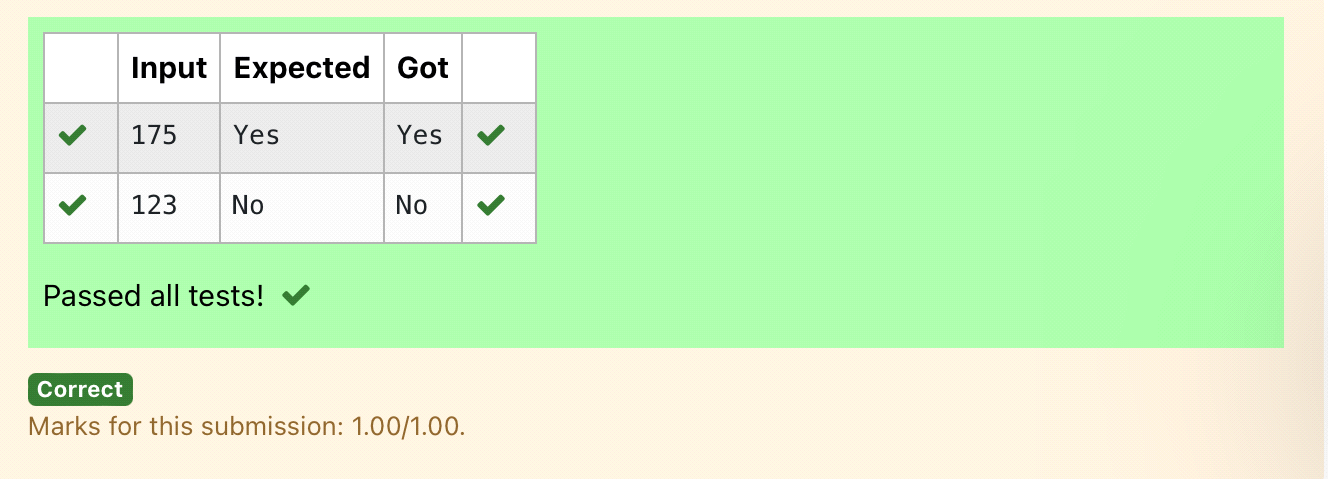 Input Expected Got
175 Yes Yes
123 No No
Passed all tests!
Correct
Marks for this submission: 1.00/1.00.